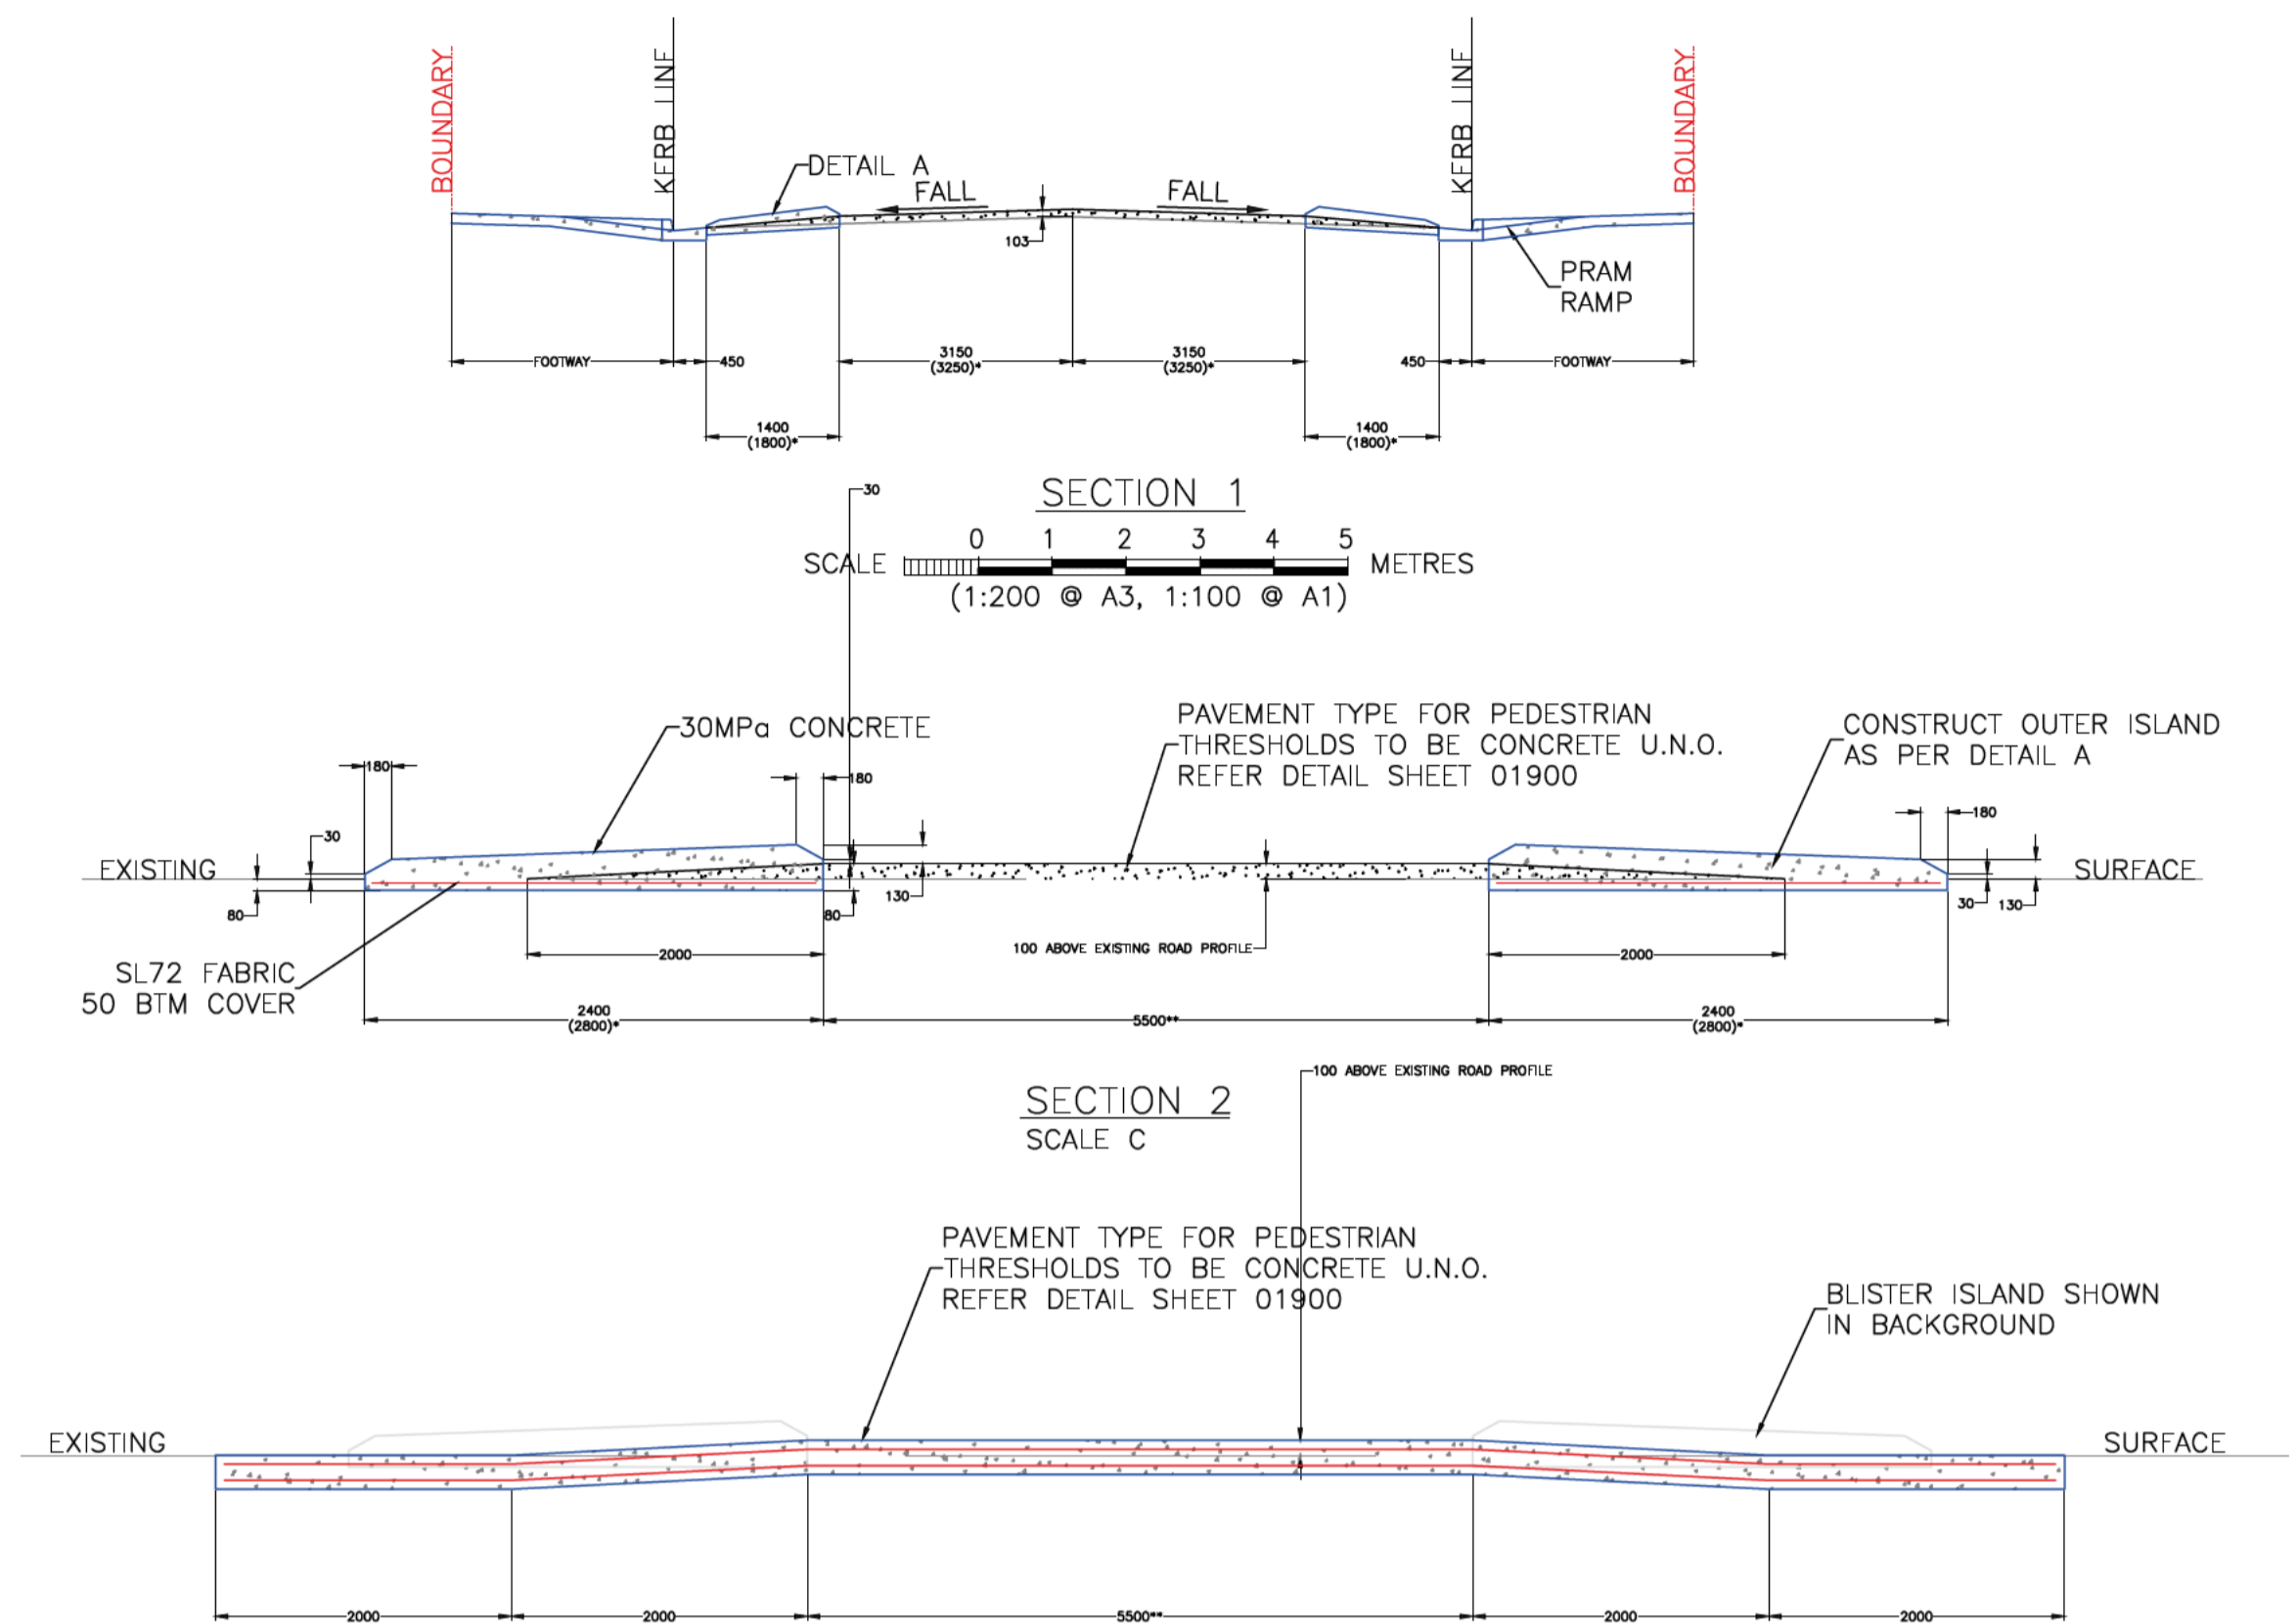 BOUNDARY
KERB LINE
KERB LINE
BOUNDARY
DETAIL A
FALL
FALL
103
PRAM
RAMP
FOOTWAY
450
3150
(3250)*
3150
(3250)*
450
FOOTWAY
1400
(1800)*
1400
(1800)*
SECTION 1
SCALE 0 1 2 3 4 5 METRES
(1:200 @ A3, 1:100 @ A1)
30
30MPa CONCRETE
PAVEMENT TYPE FOR PEDESTRIAN
THRESHOLDS TO BE CONCRETE U.N.O.
REFER DETAIL SHEET 01900
CONSTRUCT OUTER ISLAND
AS PER DETAIL A
180
180
180
30
EXISTING
SURFACE
80
80
130
30
130
100 ABOVE EXISTING ROAD PROFILE
2000
2000
SL72 FABRIC
50 BTM COVER
2400
(2800)*
5500**
2400
(2800)*
SECTION 2
SCALE C
100 ABOVE EXISTING ROAD PROFILE
PAVEMENT TYPE FOR PEDESTRIAN
THRESHOLDS TO BE CONCRETE U.N.O.
REFER DETAIL SHEET 01900
BLISTER ISLAND SHOWN
IN BACKGROUND
EXISTING
SURFACE
2000
2000
5500**
2000
2000